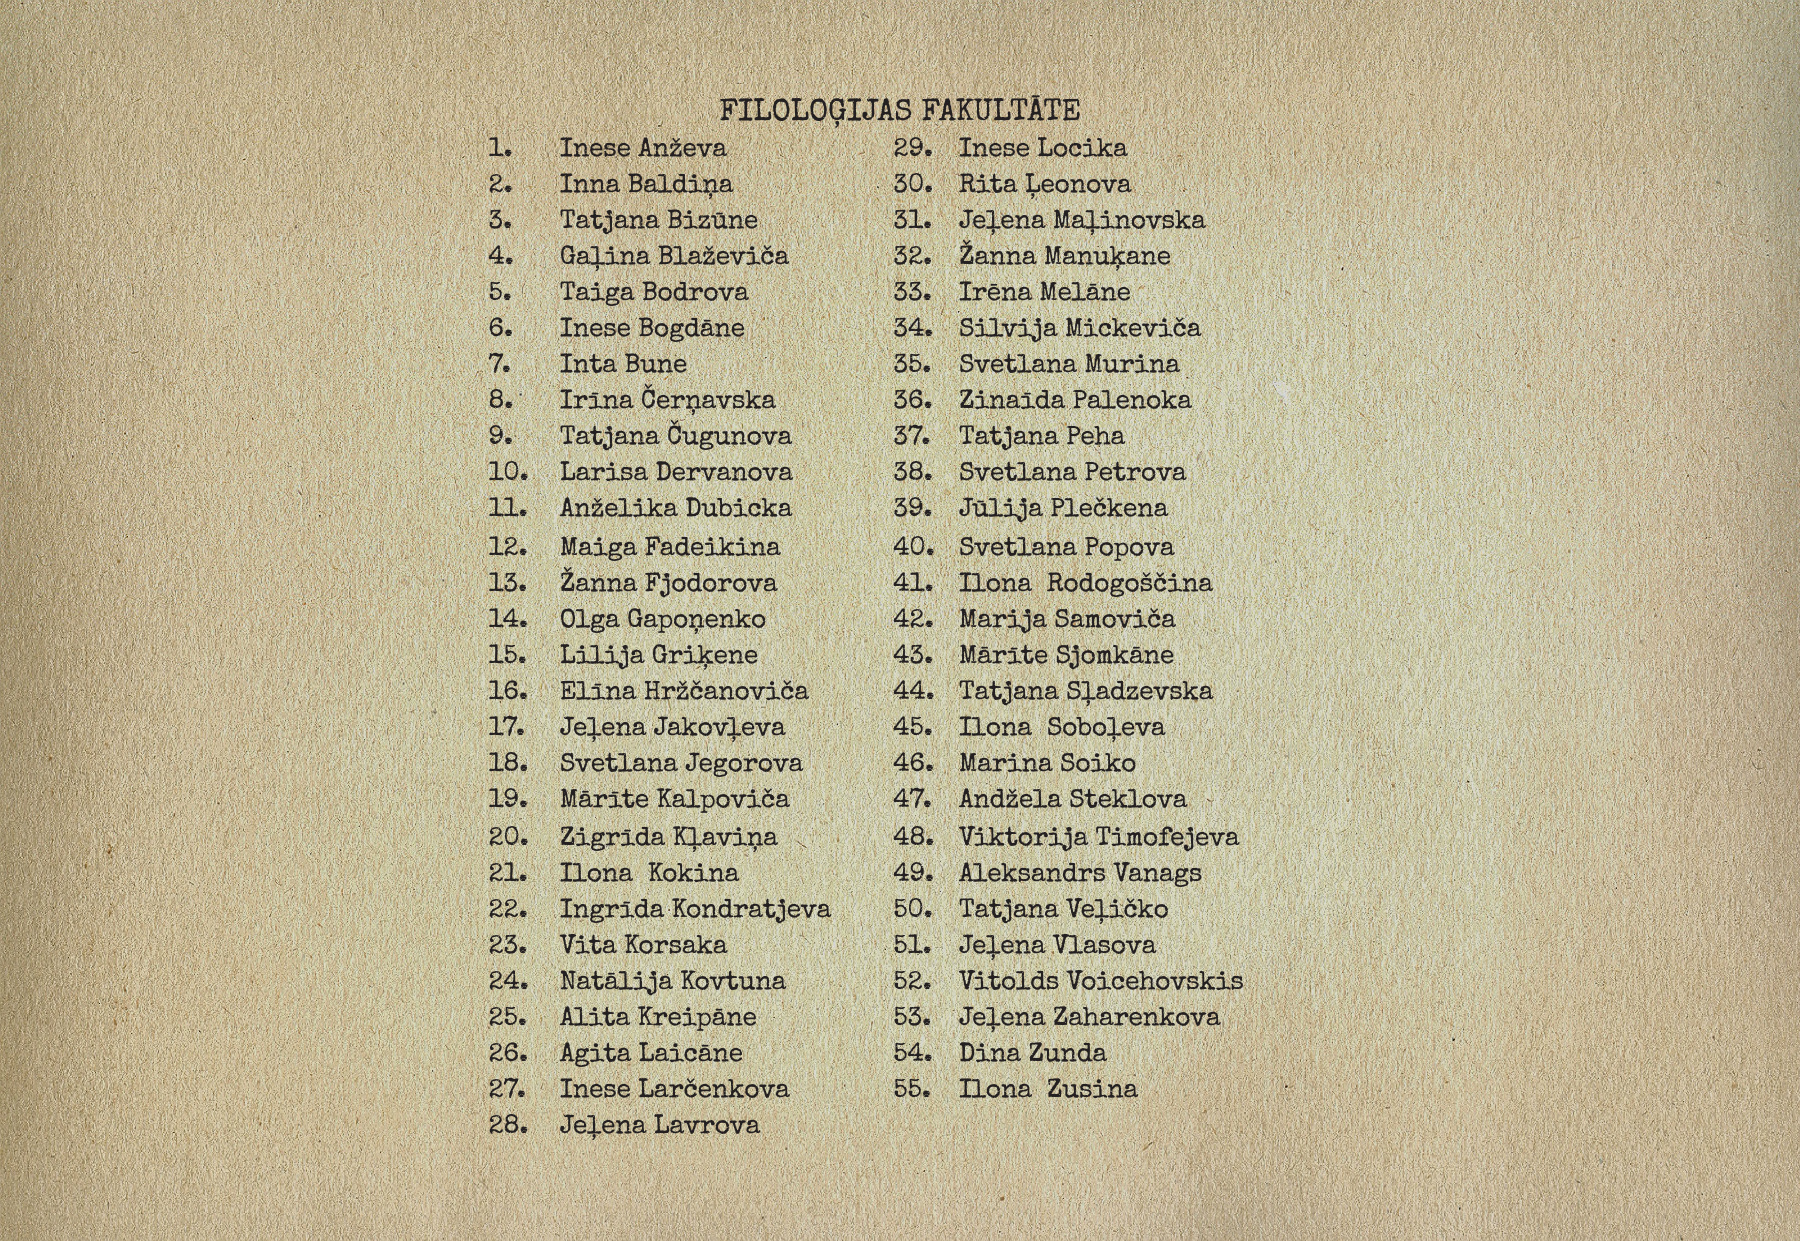 FILOLOĢIJAS FAKULTĀTE
1. Inese Anževa
2. Inna Baldiņa
3. Tatjana Bizūne
4. Gaļina Blaževiča
5. Taiga Bodrova
6. Inese Bogdāne
7. Inta Bune
8. Irīna Čerņavska
9. Tatjana Čugunova
10. Larisa Dervanova
11. Anželika Dubicka
12. Maiga Fadeikina
13. Žanna Fjodorova
14. Olga Gapoņenko
15. Lilija Griķene
16. Elīna Hržčanoviča
17. Jeļena Jakovļeva
18. Svetlana Jegorova
19. Mārīte Kalpoviča
20. Zigrīda Kļaviņa
21. Ilona Kokina
22. Ingrīda Kondratjeva
23. Vita Korsaka
24. Natālija Kovtuna
25. Alita Kreipāne
26. Agita Laicāne
27. Inese Larčenkova
28. Jeļena Lavrova
29. Inese Locika
30. Rita Ļeonova
31. Jeļena Maļinovska
32. Žanna Manuķane
33. Irēna Melāne
34. Silvija Mickeviča
35. Svetlana Murina
36. Zinaīda Palenoka
37. Tatjana Peha
38. Svetlana Petrova
39. Jūlija Plečkena
40. Svetlana Popova
41. Ilona Rodogoščina
42. Marija Samoviča
43. Mārīte Sjomkāne
44. Tatjana Sļadzevska
45. Ilona Soboļeva
46. Marina Soiko
47. Andžela Steklova
48. Viktorija Timofejeva
49. Aleksandrs Vanags
50. Tatjana Veļičko
51. Jeļena Vlasova
52. Vitolds Voicehovskis
53. Jeļena Zaharenkova
54. Dina Zunda
55. Ilona Zusina